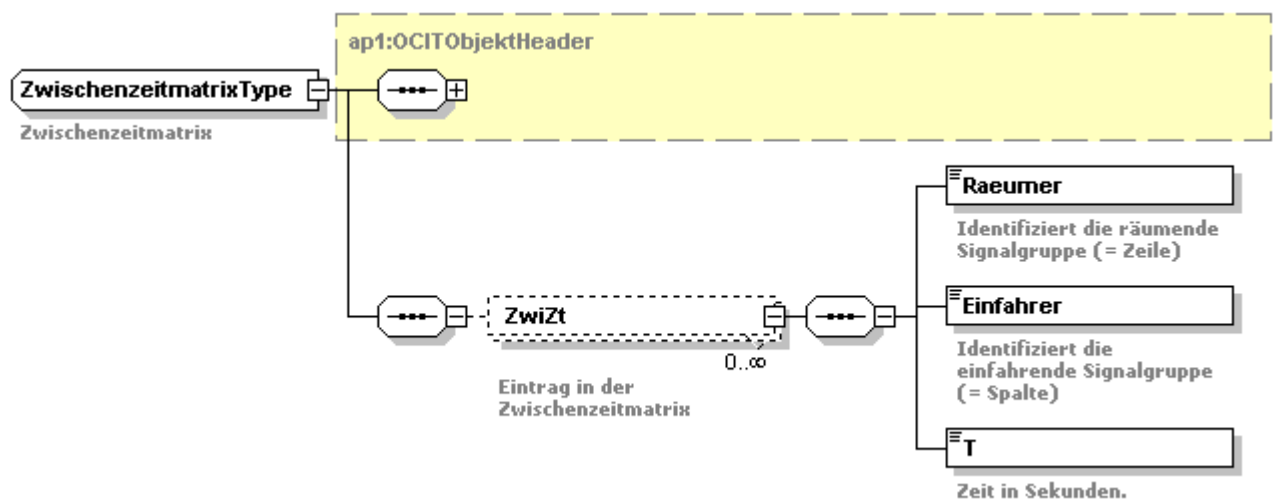 ap1:OCITObjektHeader
ZwischenzeitmatrixType
Zwischenzeitmatrix
Raeumer
Identifiziert die räumende
Signalgruppe (= Zeile)
ZwiZt
0..∞
Eintrag in der
Zwischenzeitmatrix
Einfahrer
Identifiziert die
einfahrende Signalgruppe
(= Spalte)
T
Zeit in Sekunden.